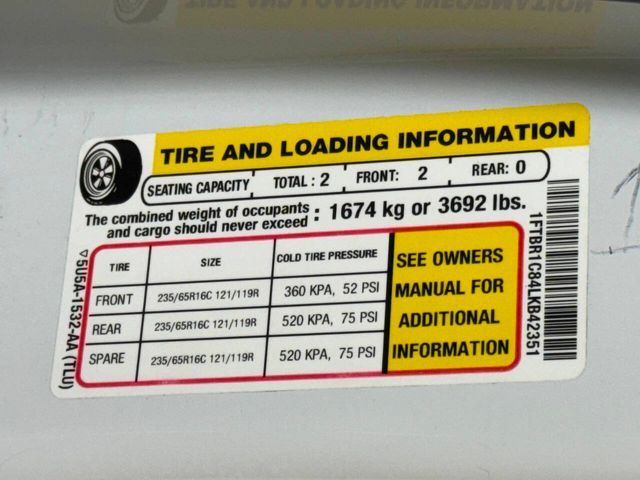 TIRE AND LOADING INFORMATION
SEATING CAPACITY TOTAL : 2 FRONT: 2 REAR: 0
The combined weight of occupants
and cargo should never exceed : 1674 kg or 3692 lbs.
TIRE SIZE COLD TIRE PRESSURE
FRONT 235/65R16C 121/119R 360 KPA, 52 PSI
REAR 235/65R16C 121/119R 520 KPA, 75 PSI
SPARE 235/65R16C 121/119R 520 KPA, 75 PSI
SEE OWNERS
MANUAL FOR
ADDITIONAL
INFORMATION
▽5U5A-1532-AA (TLU)
1FTBR1C84LKB42351